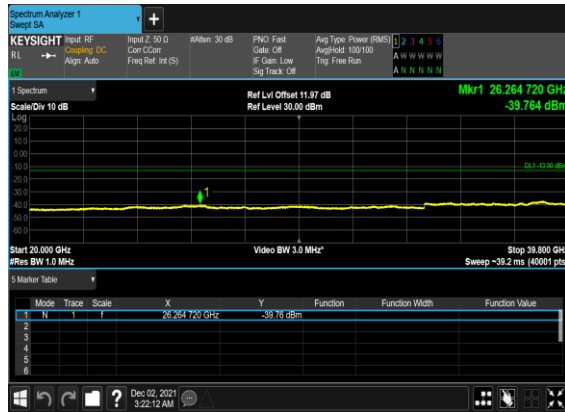 Spectrum Analyzer 1
Swept SA
KEYSIGHT Input: RF Input Z: 50 Ω #Atten: 30 dB PNO: Fast Avg Type: Power (RMS) 1 2 3 4 5 6
RL Coupling: DC Corr CCorr Gate: Off Avg|Hold: 100/100 A W W W W W
Align: Auto Freq Ref: Int (S) IF Gain: Low Trig: Free Run
Sig Track: Off A N N N N N
LU
1 Spectrum Ref Lvl Offset 11.97 dB Mkr1 26.264 720 GHz
Scale/Div 10 dB Ref Level 30.00 dBm -39.764 dBm
Log
20.0
10.0
0.00
-10.0
DL1 -13.00 dBm
-20.0
-30.0
1
-40.0
-50.0
-60.0
Start 20.000 GHz Video BW 3.0 MHz* Stop 39.800 GHz
#Res BW 1.0 MHz Sweep ~39.2 ms (40001 pts)
5 Marker Table
Mode Trace Scale X Y Function Function Width Function Value
1 N 1 f 26.264 720 GHz -39.76 dBm
2
3
4
5
6
? Dec 02, 2021
3:22:12 AM